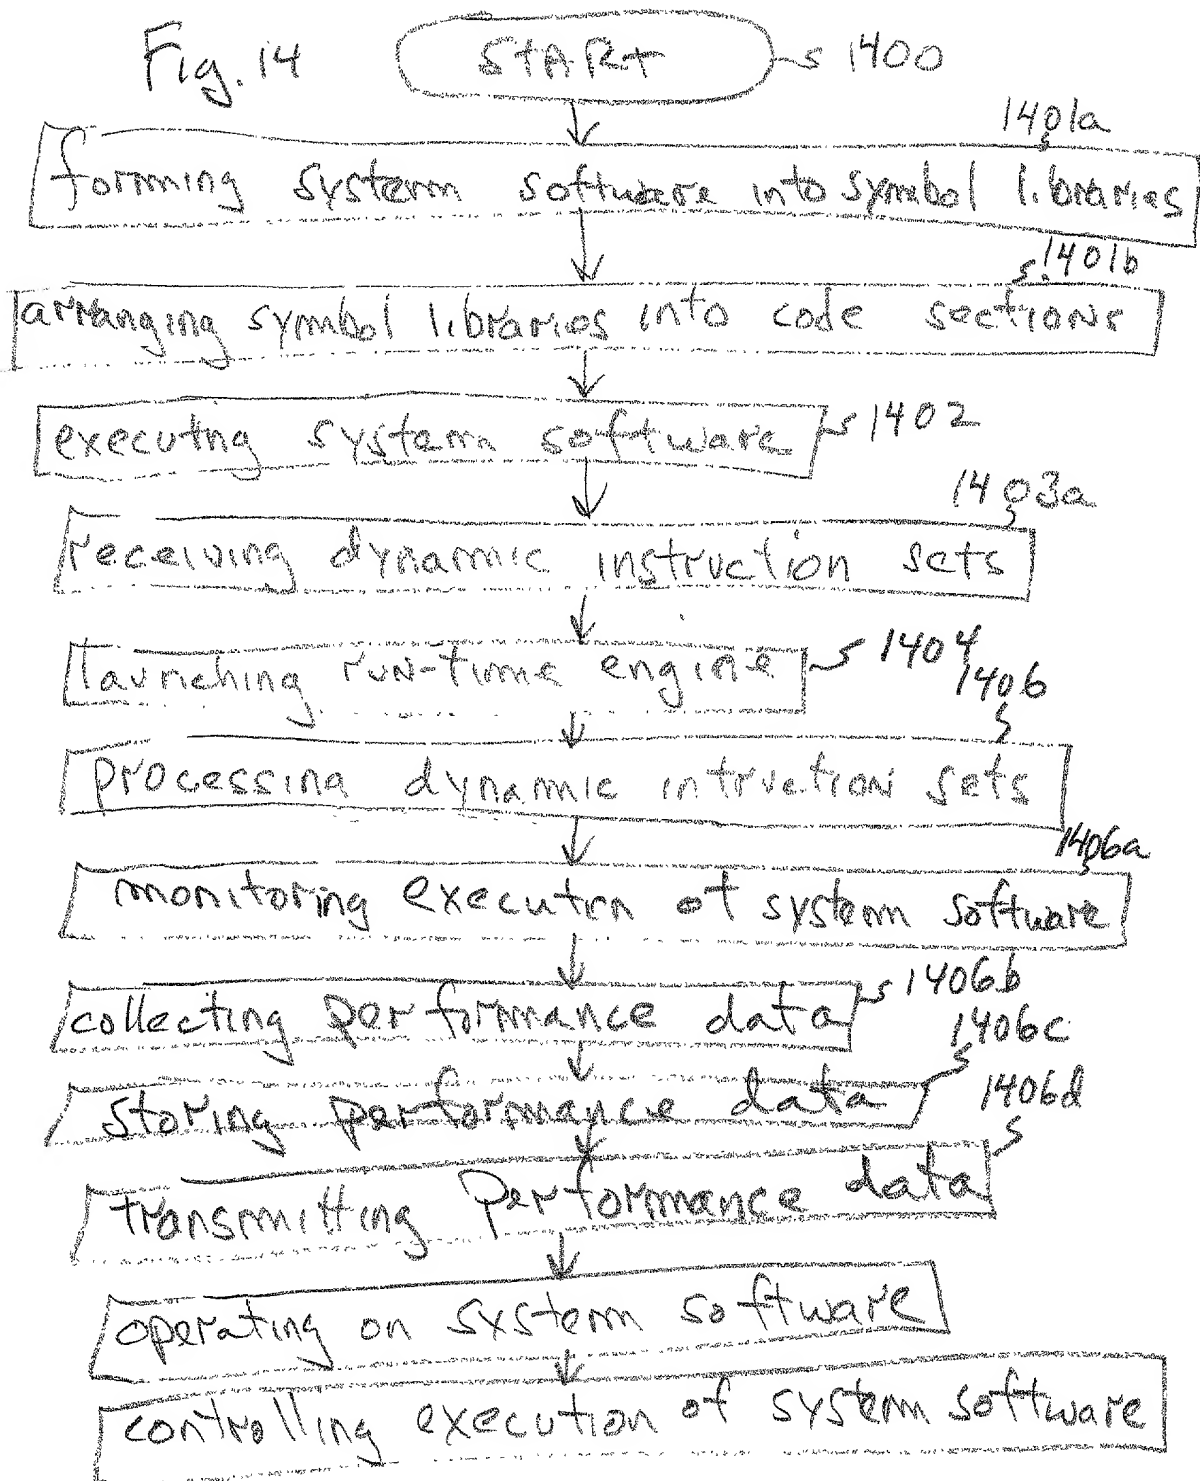 Fig. 14 START 1400
1401a
forming system software into symbol libraries
1401b
arranging symbol libraries into code sections
executng system software 1402
1403a
receiving dynamic instruction sets
launching run-time engine 1404
1406
processing dynamic intruction sets
1406a
monitoring execution of system software
collecting performance data 1406b
1406c
storing performance data
1406d
transmitting performance data
operating on system software
controlling execution of system software